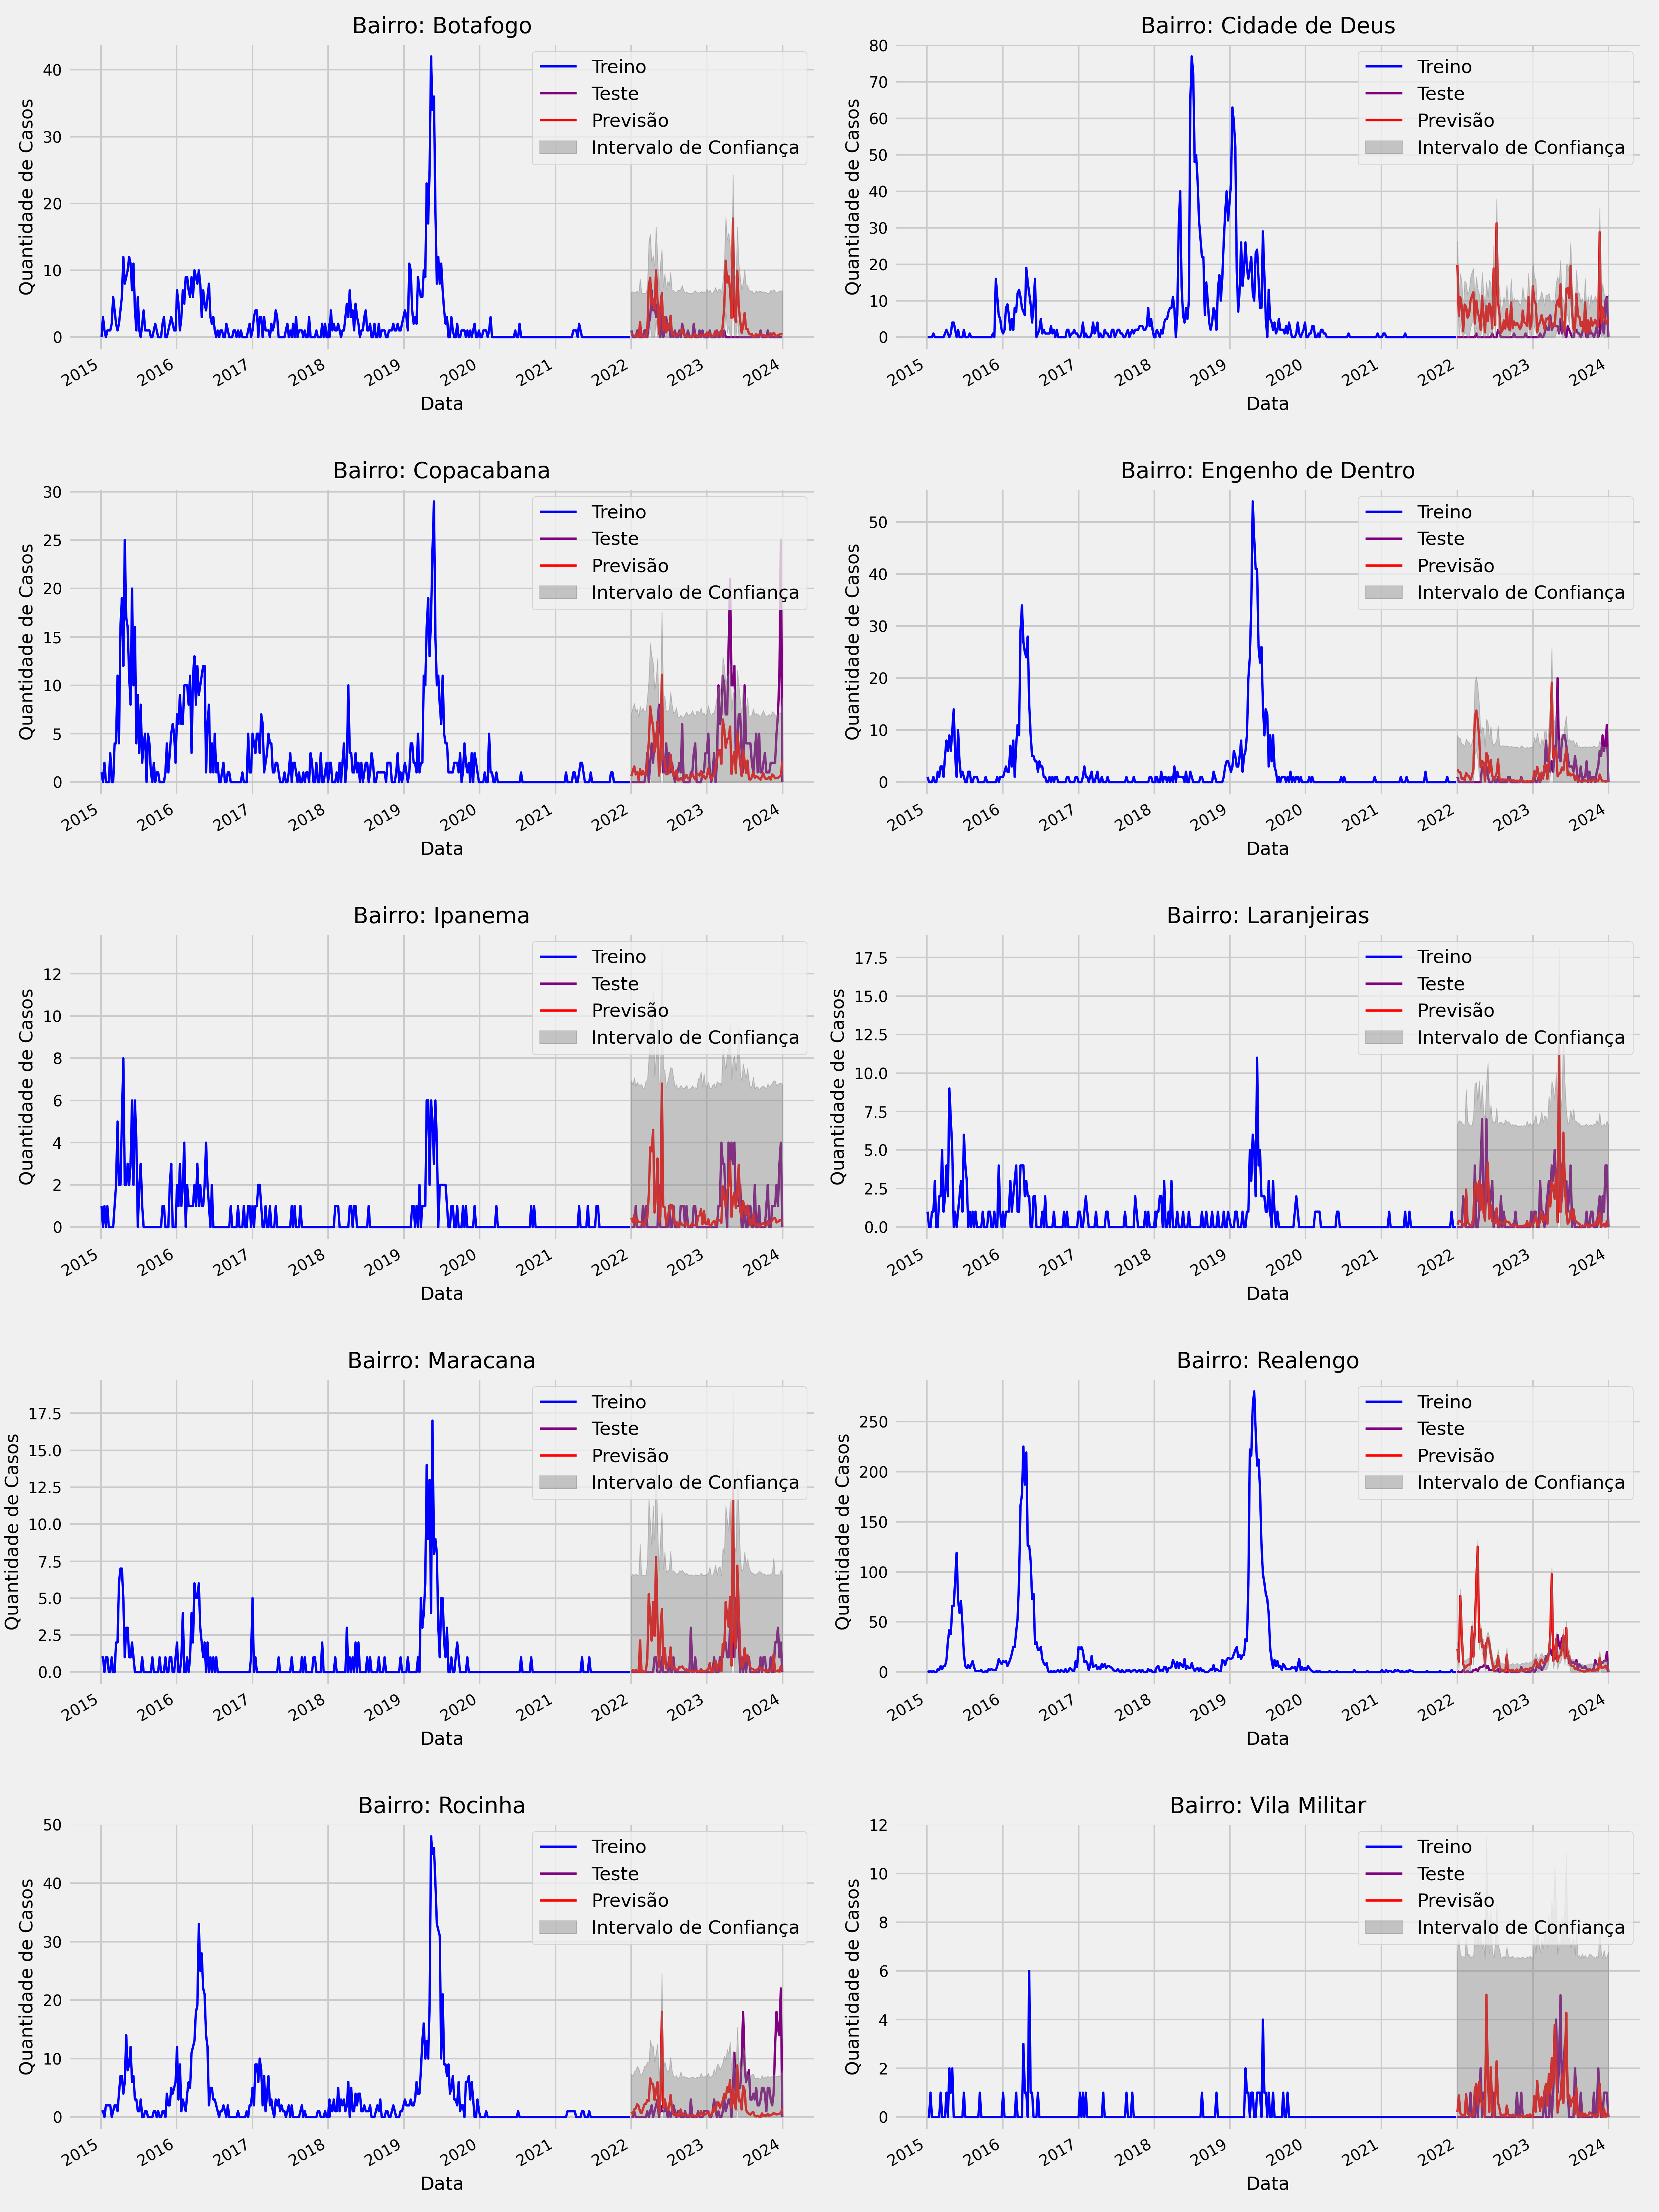 Bairro: Botafogo
Quantidade de Casos
40
30
20
10
0
Treino
Teste
Previsão
Intervalo de Confiança
2015 2016 2017 2018 2019 2020 2021 2022 2023 2024
Data
Bairro: Cidade de Deus
Quantidade de Casos
80
70
60
50
40
30
20
10
0
Treino
Teste
Previsão
Intervalo de Confiança
2015 2016 2017 2018 2019 2020 2021 2022 2023 2024
Data
Bairro: Copacabana
Quantidade de Casos
30
25
20
15
10
5
0
Treino
Teste
Previsão
Intervalo de Confiança
2015 2016 2017 2018 2019 2020 2021 2022 2023 2024
Data
Bairro: Engenho de Dentro
Quantidade de Casos
50
40
30
20
10
0
Treino
Teste
Previsão
Intervalo de Confiança
2015 2016 2017 2018 2019 2020 2021 2022 2023 2024
Data
Bairro: Ipanema
Quantidade de Casos
12
10
8
6
4
2
0
Treino
Teste
Previsão
Intervalo de Confiança
2015 2016 2017 2018 2019 2020 2021 2022 2023 2024
Data
Bairro: Laranjeiras
Quantidade de Casos
17.5
15.0
12.5
10.0
7.5
5.0
2.5
0.0
Treino
Teste
Previsão
Intervalo de Confiança
2015 2016 2017 2018 2019 2020 2021 2022 2023 2024
Data
Bairro: Maracana
Quantidade de Casos
17.5
15.0
12.5
10.0
7.5
5.0
2.5
0.0
Treino
Teste
Previsão
Intervalo de Confiança
2015 2016 2017 2018 2019 2020 2021 2022 2023 2024
Data
Bairro: Realengo
Quantidade de Casos
250
200
150
100
50
0
Treino
Teste
Previsão
Intervalo de Confiança
2015 2016 2017 2018 2019 2020 2021 2022 2023 2024
Data
Bairro: Rocinha
Quantidade de Casos
50
40
30
20
10
0
Treino
Teste
Previsão
Intervalo de Confiança
2015 2016 2017 2018 2019 2020 2021 2022 2023 2024
Data
Bairro: Vila Militar
Quantidade de Casos
12
10
8
6
4
2
0
Treino
Teste
Previsão
Intervalo de Confiança
2015 2016 2017 2018 2019 2020 2021 2022 2023 2024
Data